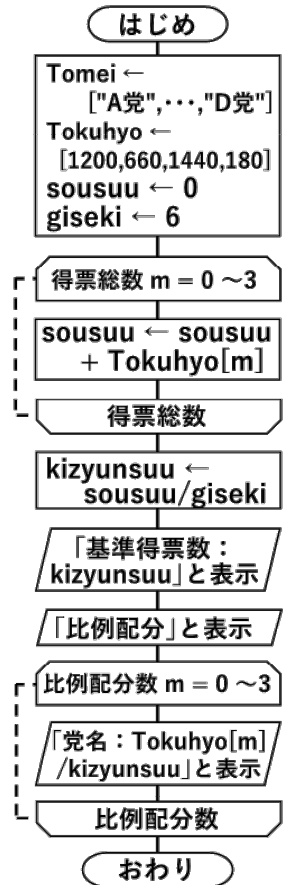 はじめ
Tomei ←
["A党",･･･,"D党"]
Tokuhyo ←
[1200,660,1440,180]
sousuu ← 0
giseki ← 6
得票総数 m = 0 ～3
sousuu ← sousuu
+ Tokuhyo[m]
得票総数
kizyunsuu ←
sousuu/giseki
「基準得票数：
kizyunsuu」と表示
「比例配分」と表示
比例配分数 m = 0 ～3
「党名：Tokuhyo[m]
/kizyunsuu」と表示
比例配分数
おわり